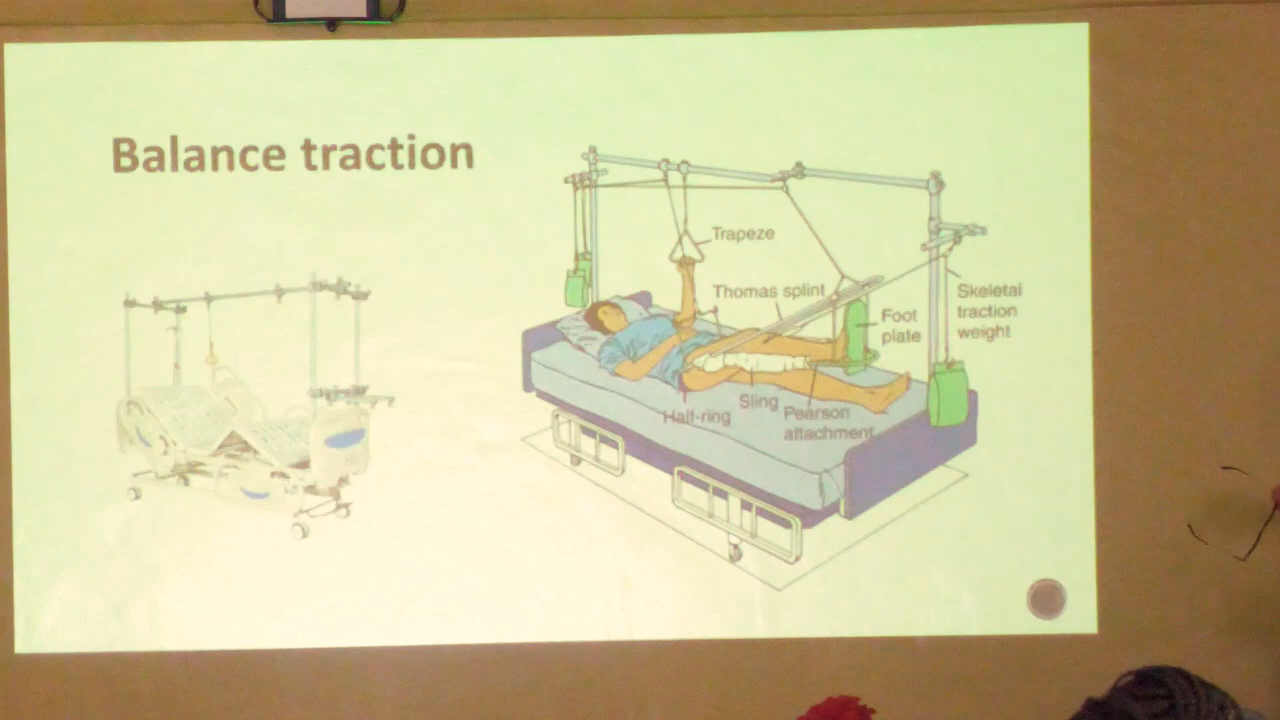 Balance traction
Trapeze
Thomas splint
Foot
plate
Skeletal
traction
weight
Half-ring
Sling
Pearson
attachment